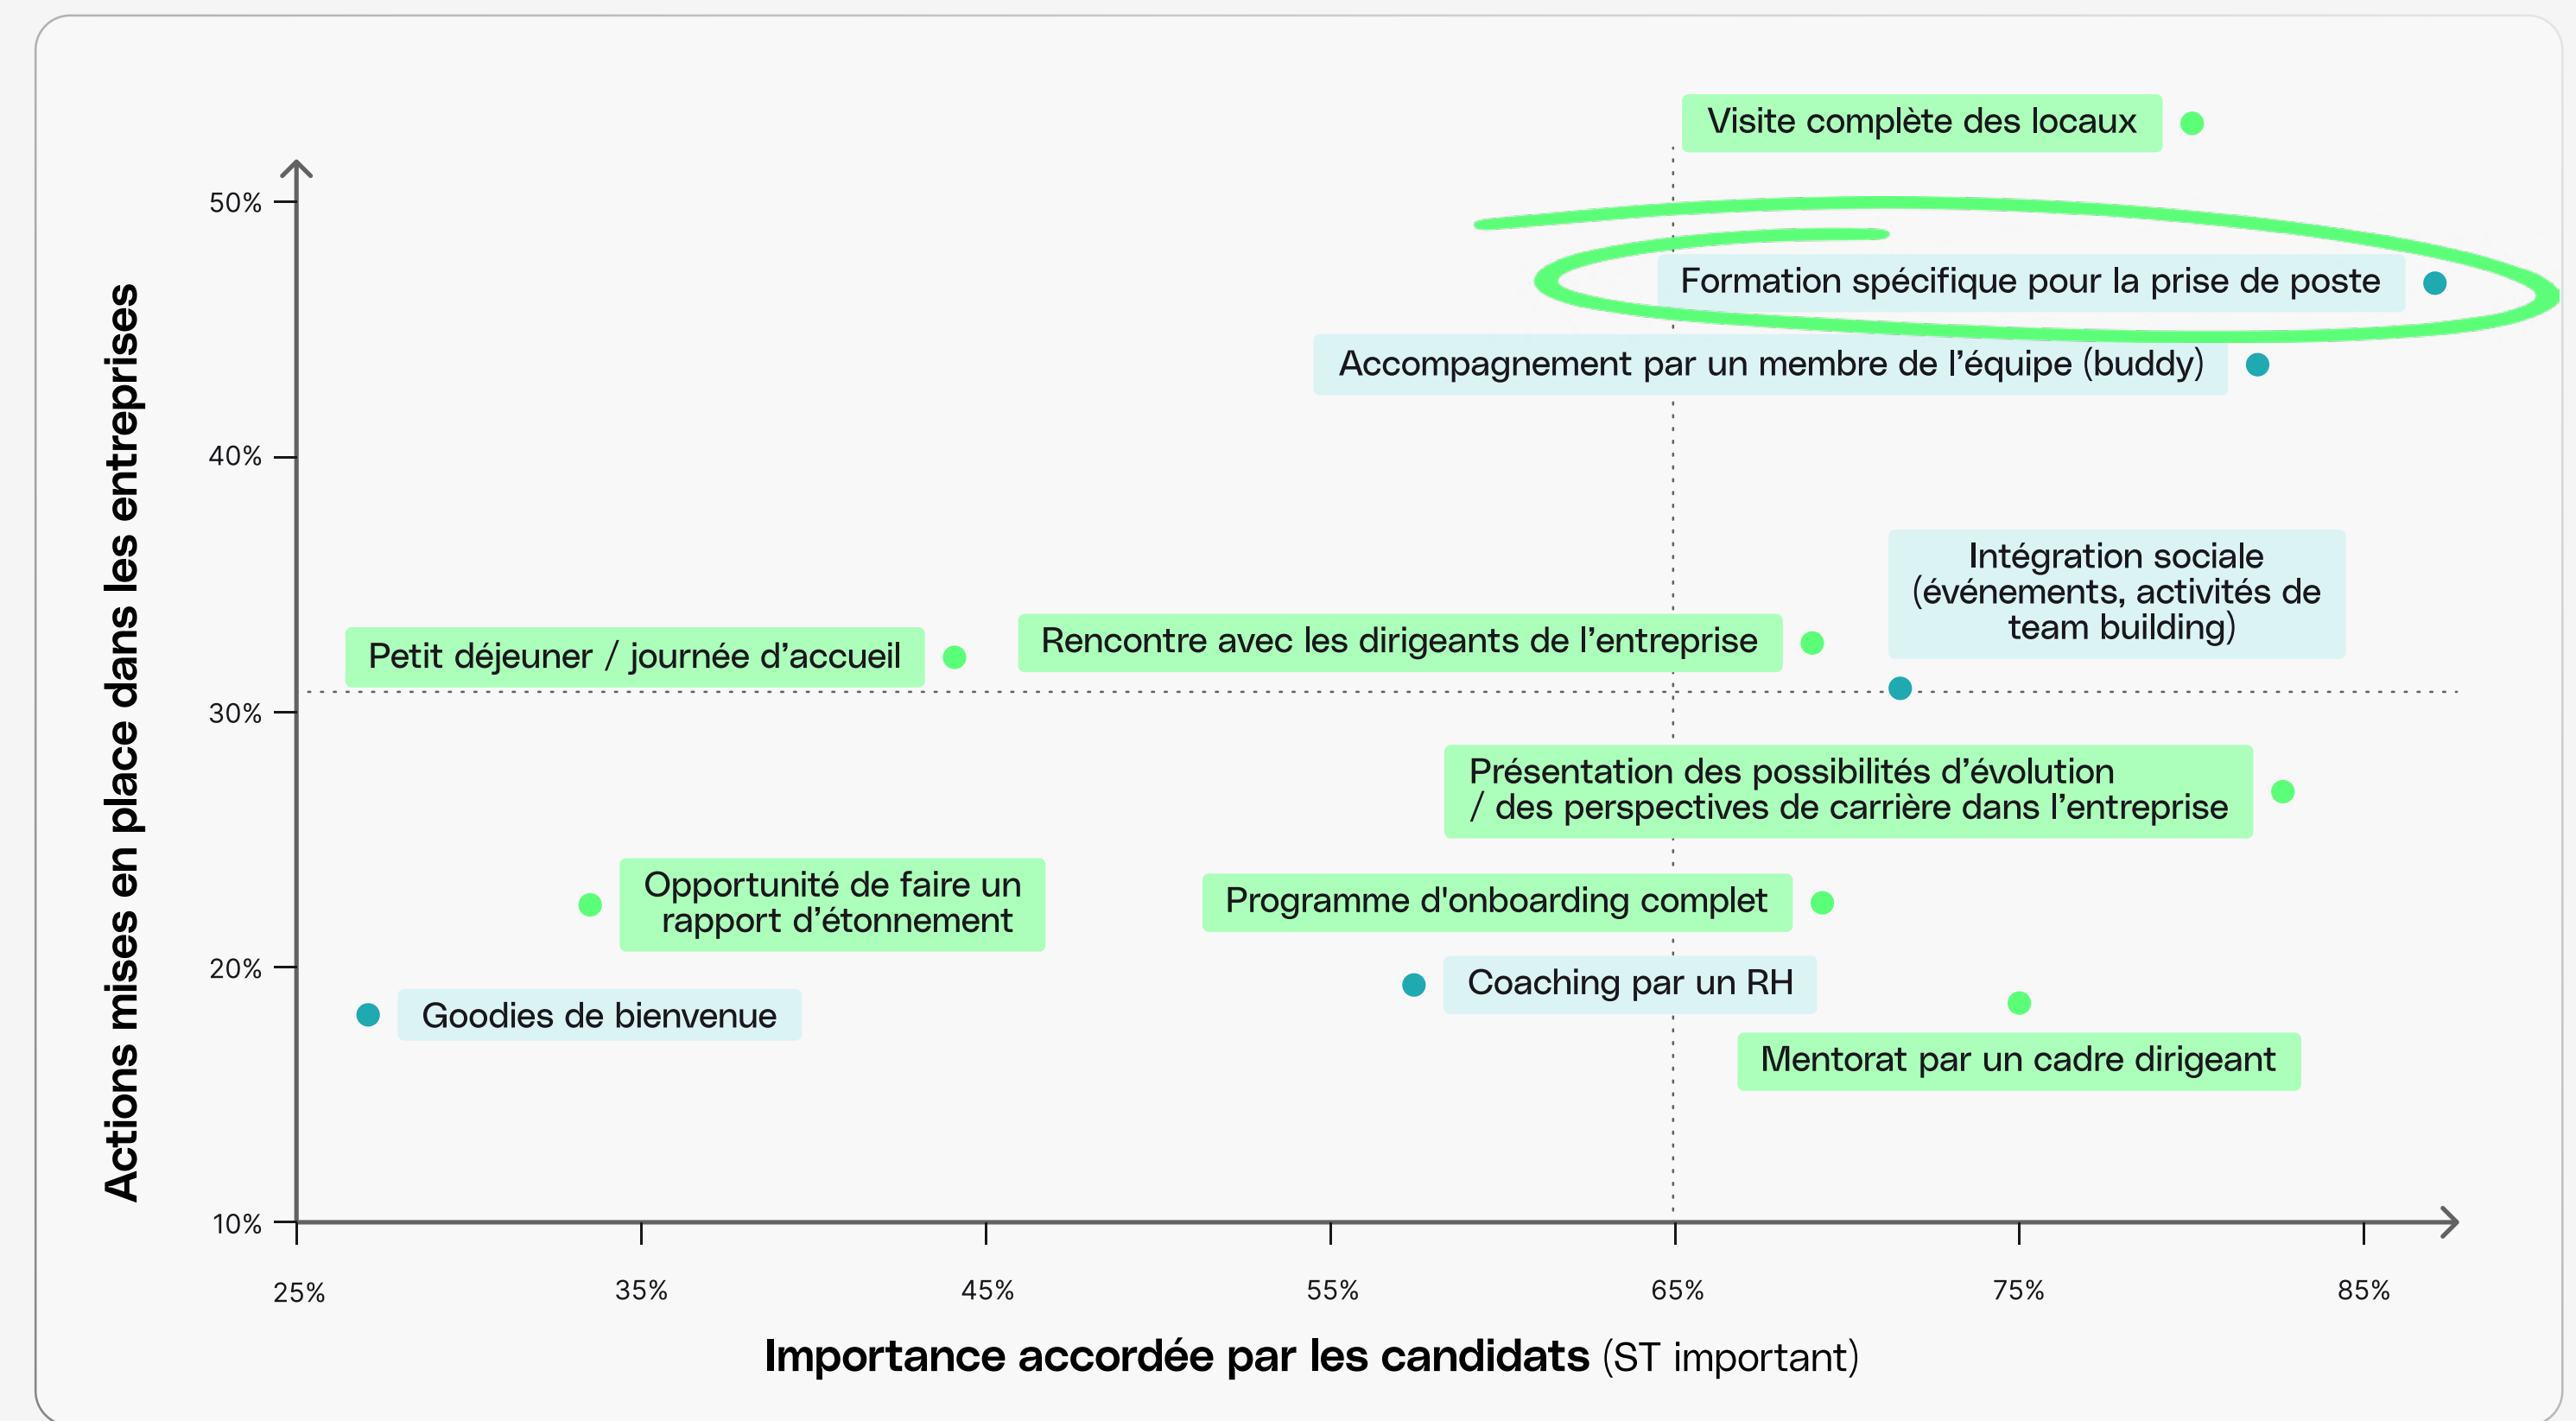 Visite complète des locaux
50%
Formation spécifique pour la prise de poste
Accompagnement par un membre de l’équipe (buddy)
40%
Actions mises en place dans les entreprises
Intégration sociale
(événements, activités de
team building)
Petit déjeuner / journée d’accueil
Rencontre avec les dirigeants de l’entreprise
30%
Présentation des possibilités d’évolution
/ des perspectives de carrière dans l’entreprise
Opportunité de faire un
rapport d’étonnement
Programme d'onboarding complet
20%
Coaching par un RH
Goodies de bienvenue
Mentorat par un cadre dirigeant
10%
25%
35%
45%
55%
65%
75%
85%
Importance accordée par les candidats (ST important)